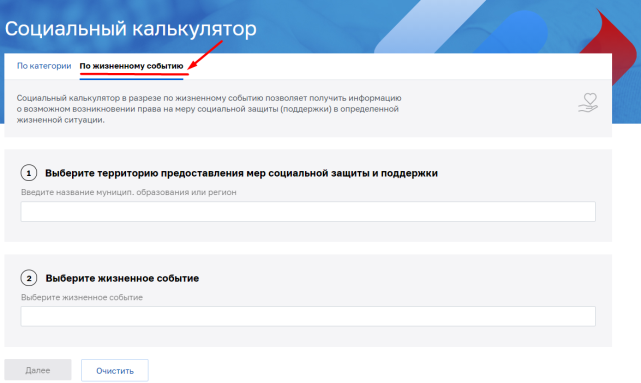 Социальный калькулятор
По категории По жизненному событию
Социальный калькулятор в разрезе по жизненному событию позволяет получить информацию
о возможном возникновении права на меру социальной защиты (поддержки) в определенной
жизненной ситуации.
1 Выберите территорию предоставления мер социальной защиты и поддержки
Введите название муницип. образования или регион
2 Выберите жизненное событие
Выберите жизненное событие
Далее Очистить